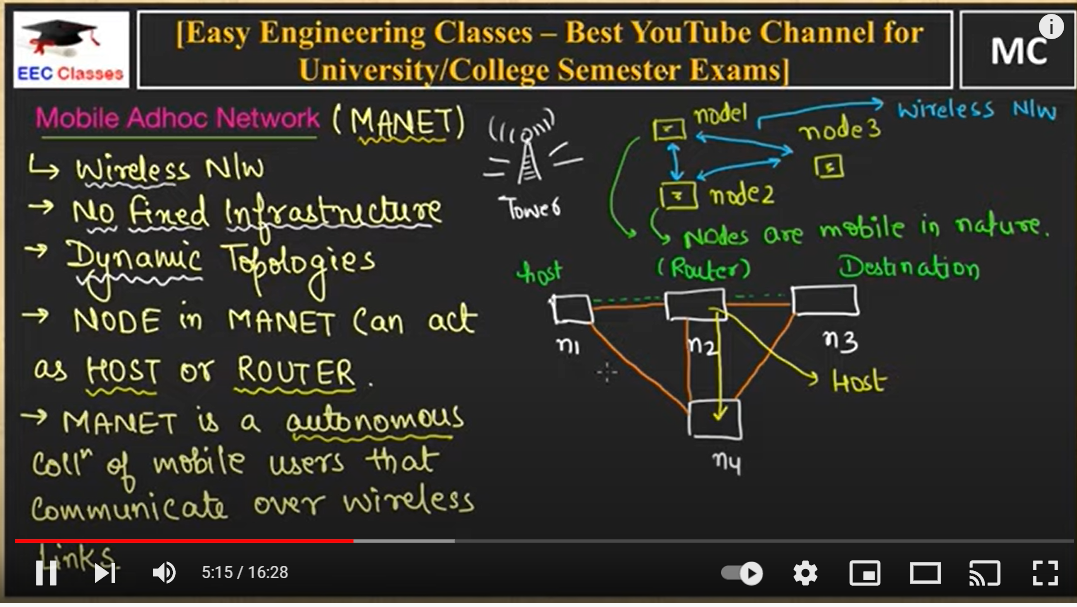 EEC Classes
[Easy Engineering Classes – Best YouTube Channel for
University/College Semester Exams]
MC
i
Mobile Adhoc Network (MANET)
↳ Wireless N/W
→ No fixed Infrastructure
→ Dynamic Topologies
→ NODE in MANET Can act
as HOST or ROUTER.
→ MANET is a autonomous
Collⁿ of mobile users that
Communicate over wireless
links.
Tower
node1
node2
node3
Wireless N/W
Nodes are mobile in nature.
host
(Router)
Destination
n1
n2
n3
Host
n4
5:15 / 16:28